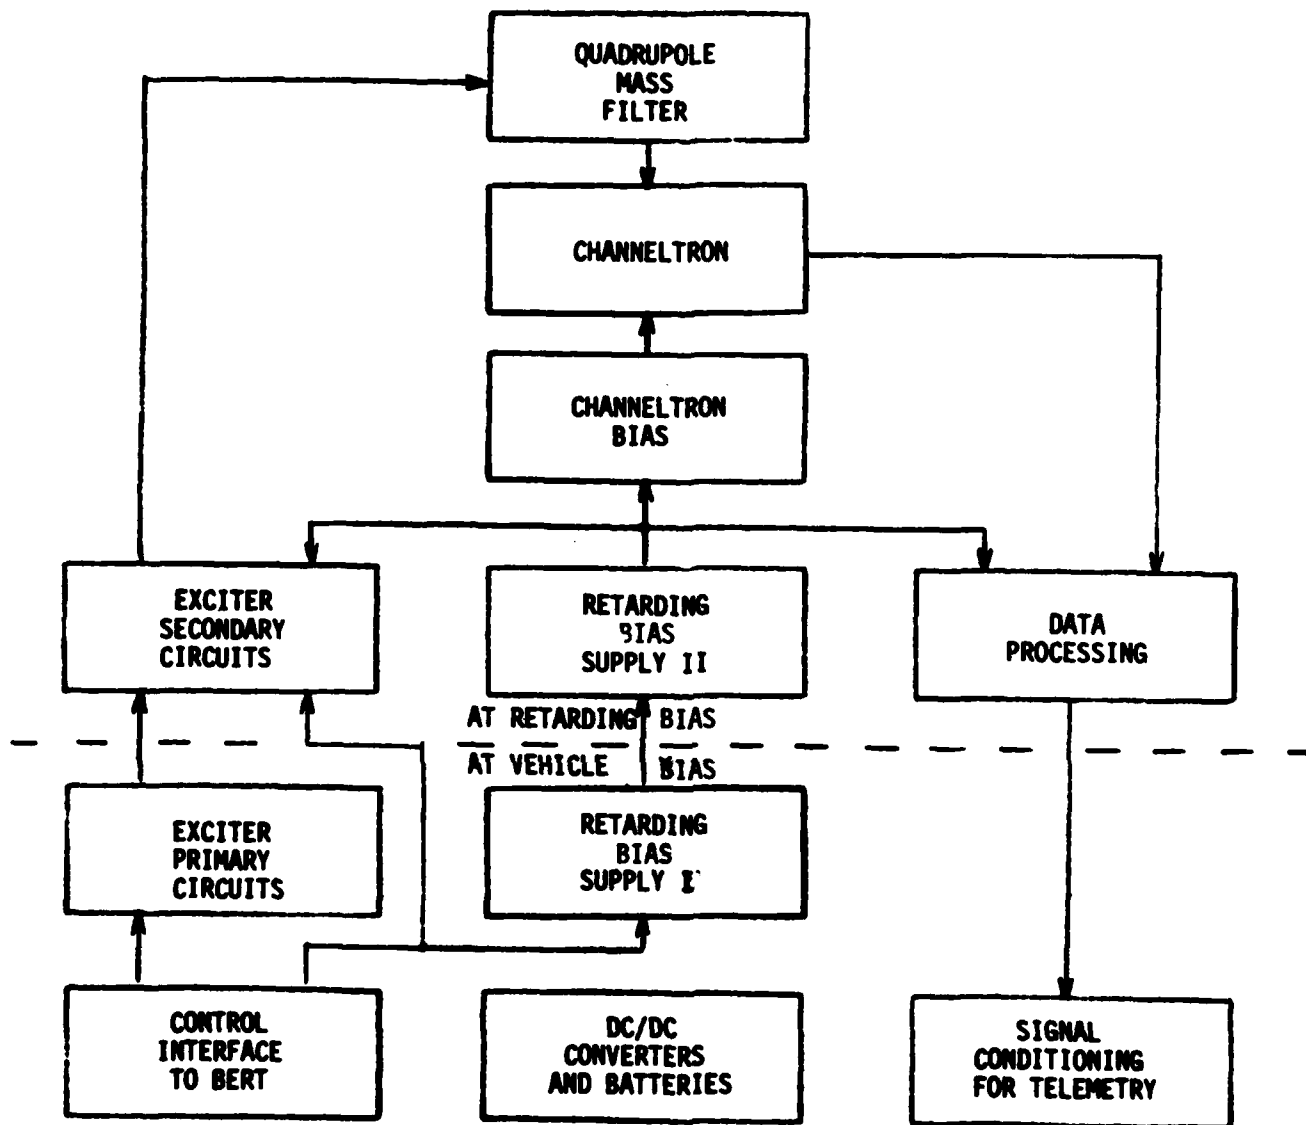 QUADRUPOLE
MASS
FILTER
CHANNELTRON
CHANNELTRON
BIAS
EXCITER
SECONDARY
CIRCUITS
RETARDING
BIAS
SUPPLY II
DATA
PROCESSING
AT RETARDING BIAS
AT VEHICLE BIAS
EXCITER
PRIMARY
CIRCUITS
RETARDING
BIAS
SUPPLY I
CONTROL
INTERFACE
TO BERT
DC/DC
CONVERTERS
AND BATTERIES
SIGNAL
CONDITIONING
FOR TELEMETRY